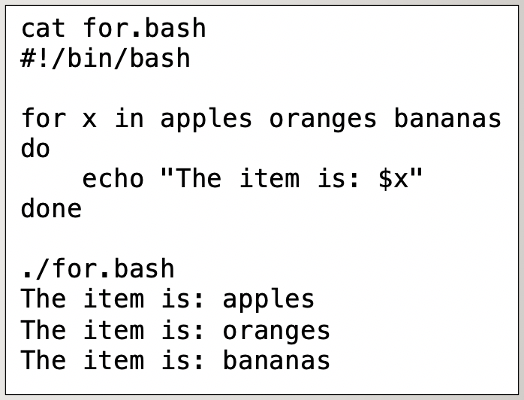 cat for.bash
#!/bin/bash

for x in apples oranges bananas
do
    echo "The item is: $x"
done

./for.bash
The item is: apples
The item is: oranges
The item is: bananas